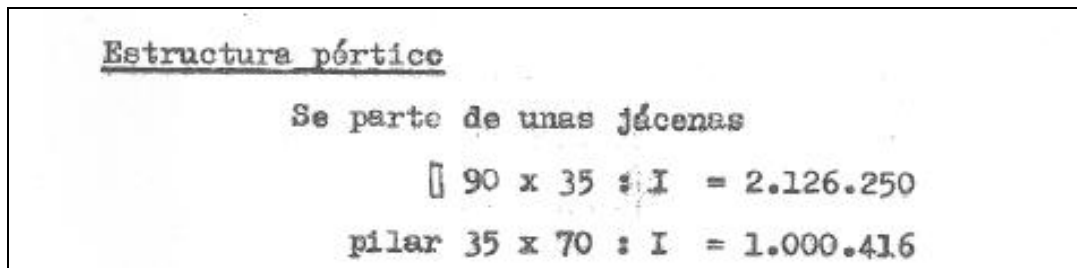 Estructura pórtico
Se parte de unas jácenas
▯ 90 x 35 : I = 2.126.250
pilar 35 x 70 : I = 1.000.416